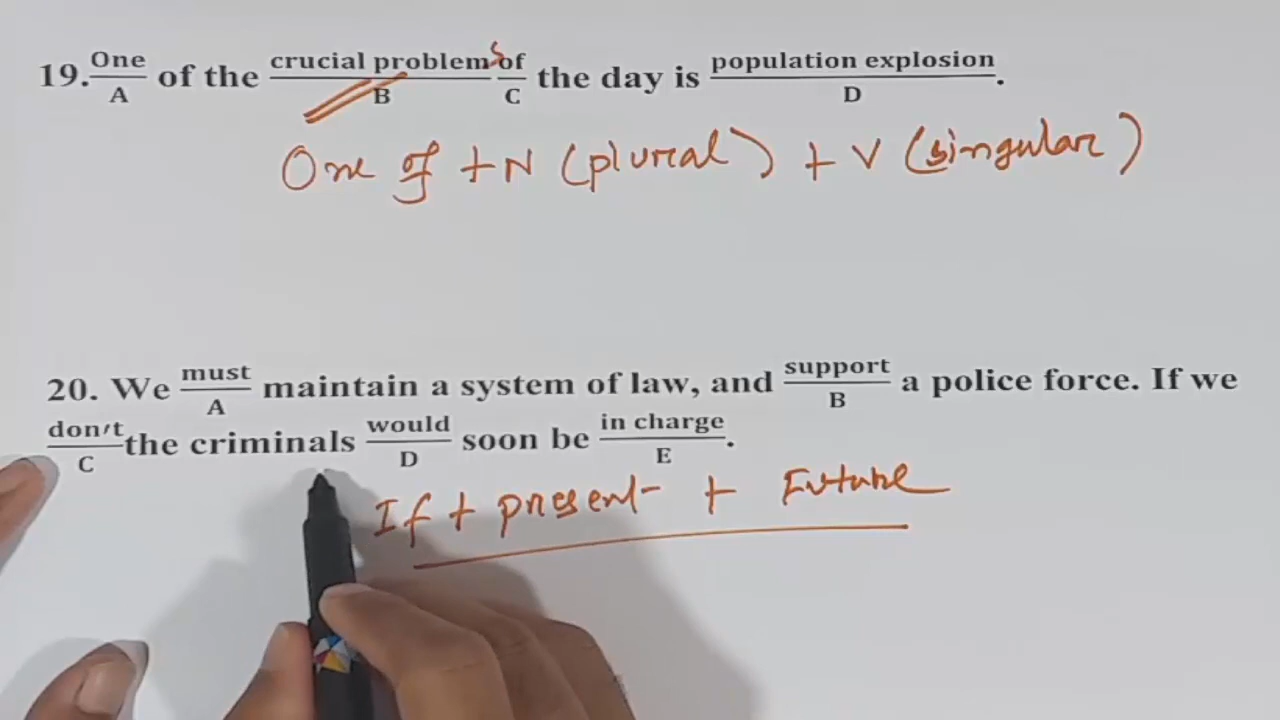 19. One of the crucial problems of the day is population explosion.
A B C D
One of + N (plural) + V (singular)
20. We must maintain a system of law, and support a police force. If we
A B
don't the criminals would soon be in charge.
C D E
If + present + Future